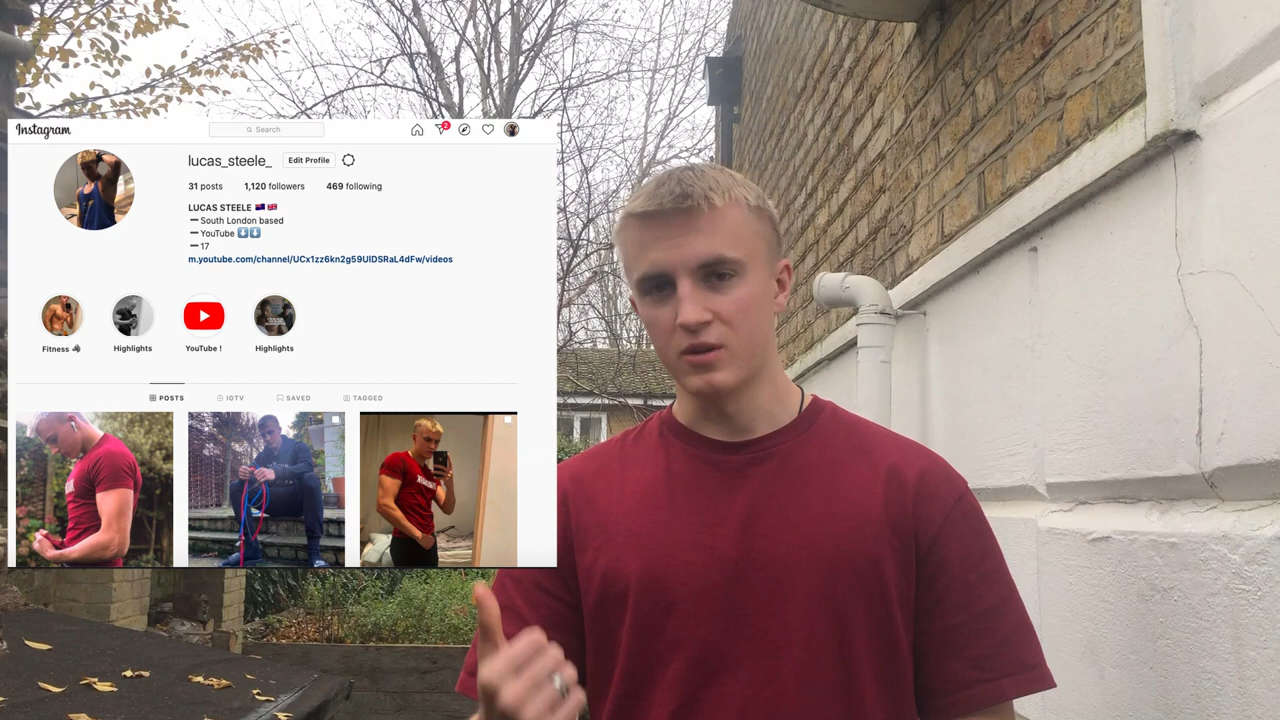 Instagram
Search
2
lucas_steele_
Edit Profile
31 posts 1,120 followers 469 following
LUCAS STEELE
South London based
YouTube
17
m.youtube.com/channel/UCx1zz6kn2g59UIDSRaL4dFw/videos
Fitness Highlights YouTube ! Highlights
POSTS IGTV SAVED TAGGED